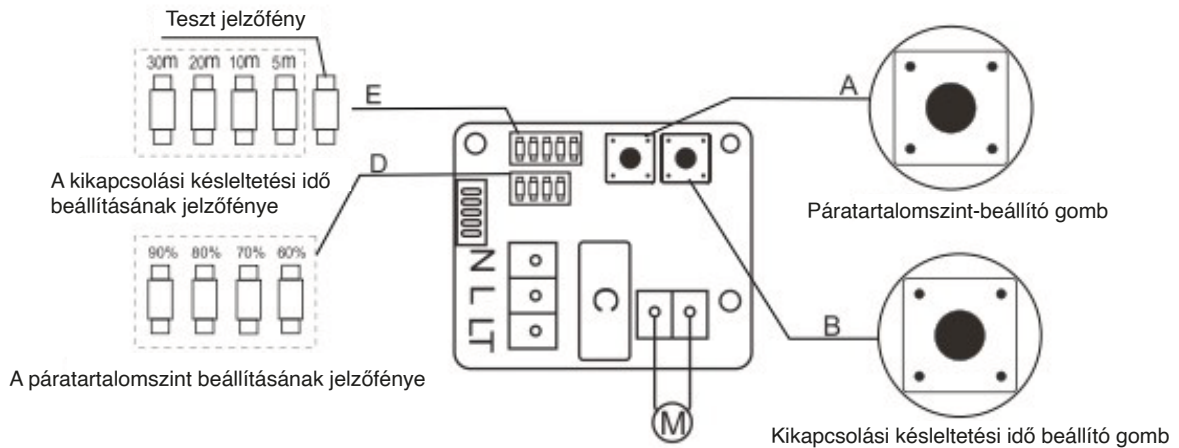 Teszt jelzőfény
30m 20m 10m 5m
E
A
A kikapcsolási késleltetési idő
beállításának jelzőfénye
D
Páratartalomszint-beállító gomb
90% 80% 70% 60%
N
L
LT
C
B
A páratartalomszint beállításának jelzőfénye
M
Kikapcsolási késleltetési idő beállító gomb